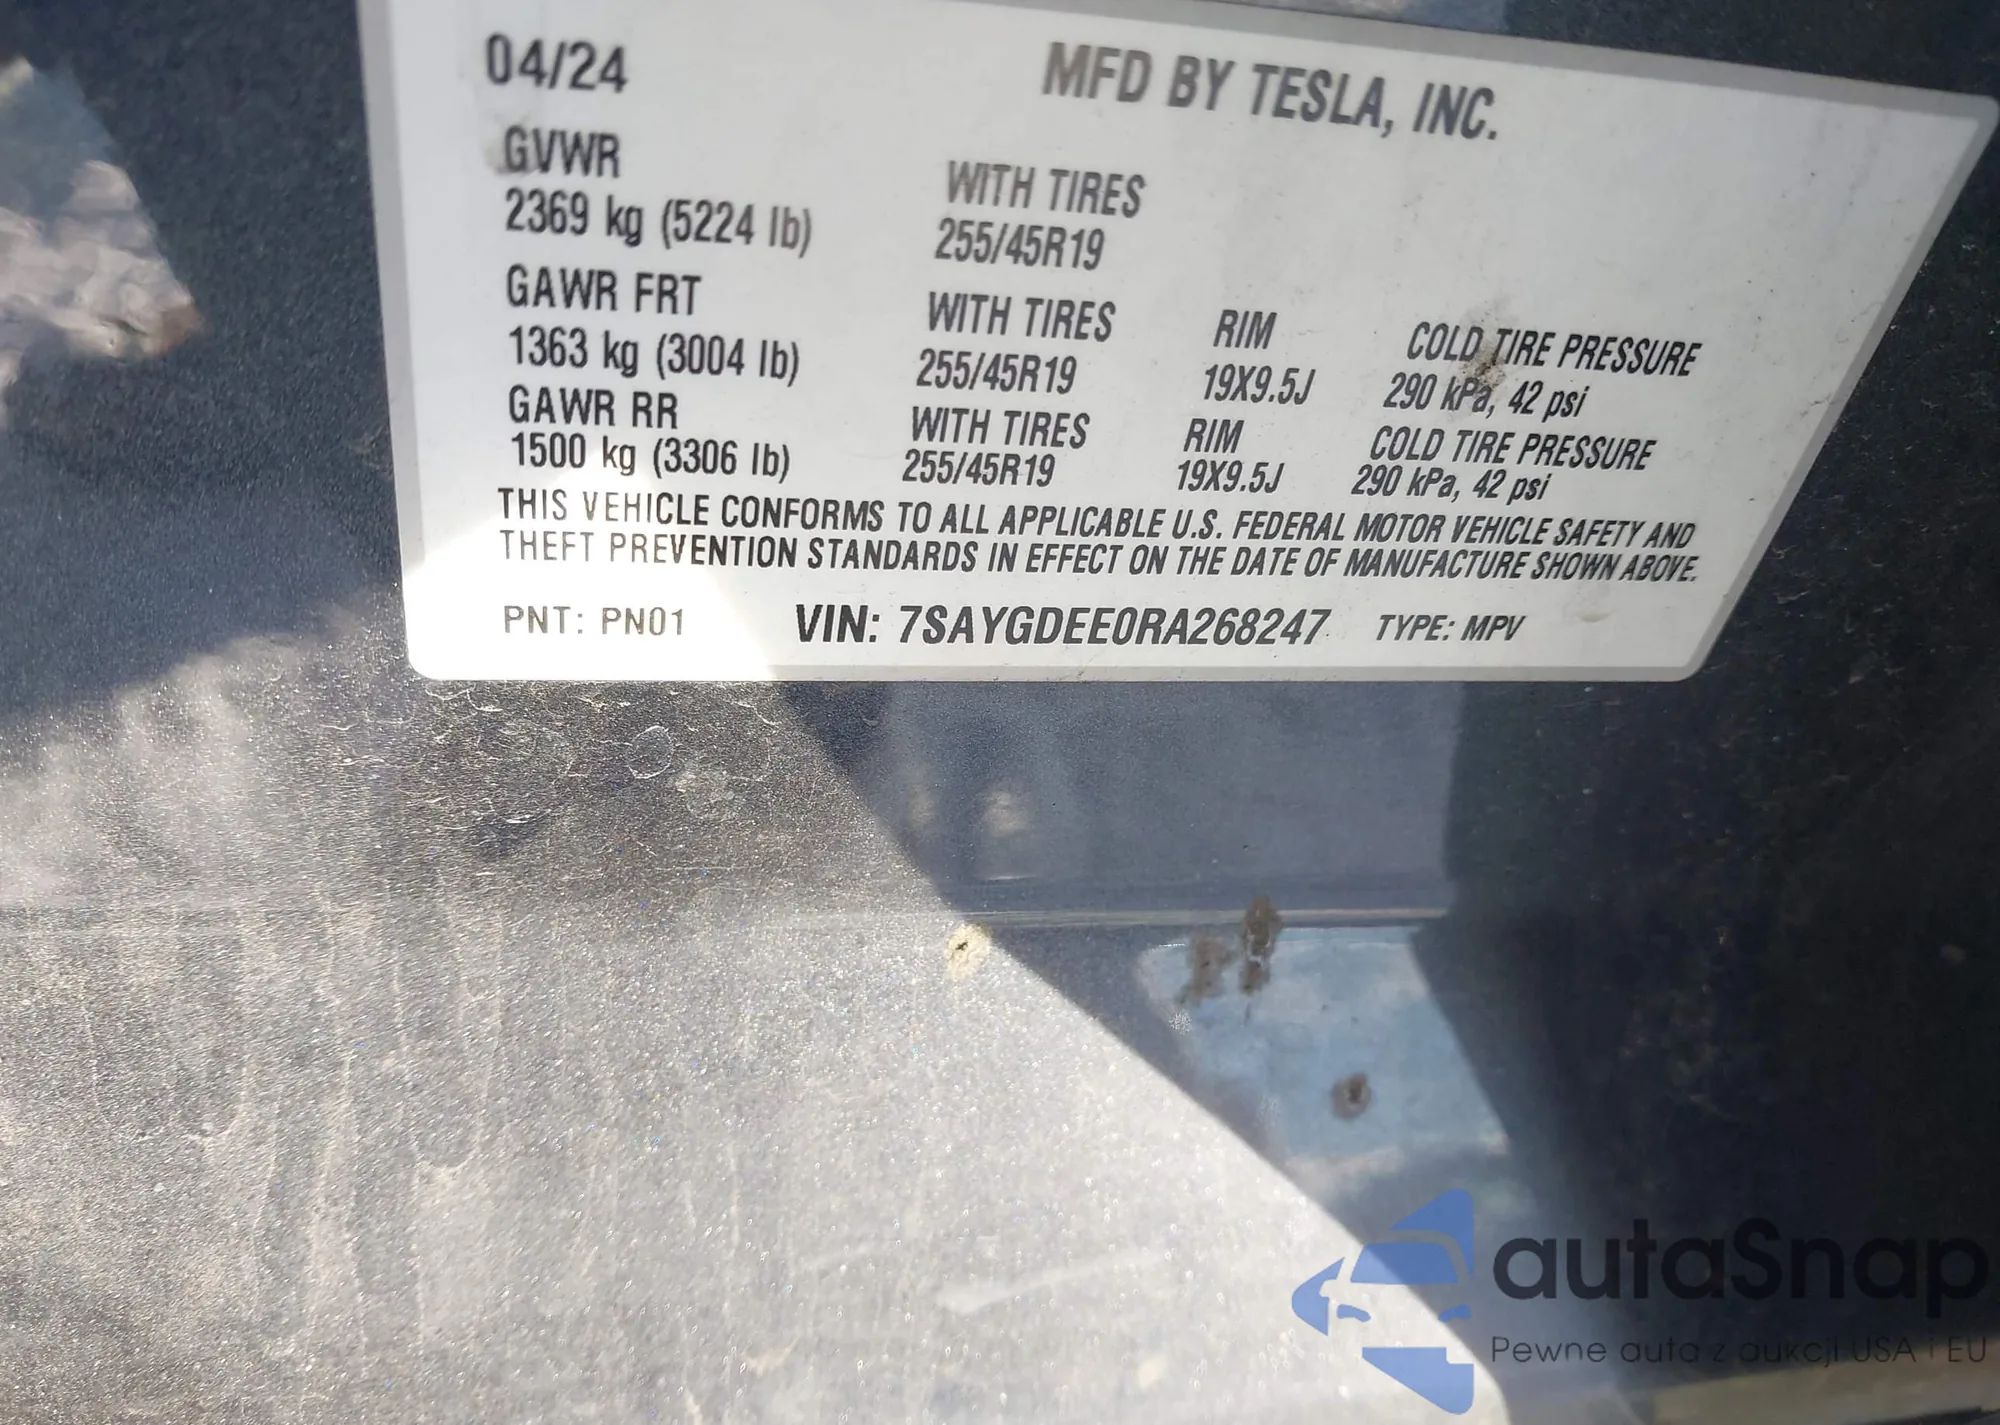 04/24 MFD BY TESLA, INC.
GVWR WITH TIRES
2369 kg (5224 lb) 255/45R19
GAWR FRT WITH TIRES RIM COLD TIRE PRESSURE
1363 kg (3004 lb) 255/45R19 19X9.5J 290 kPa, 42 psi
GAWR RR WITH TIRES RIM COLD TIRE PRESSURE
1500 kg (3306 lb) 255/45R19 19X9.5J 290 kPa, 42 psi
THIS VEHICLE CONFORMS TO ALL APPLICABLE U.S. FEDERAL MOTOR VEHICLE SAFETY AND
THEFT PREVENTION STANDARDS IN EFFECT ON THE DATE OF MANUFACTURE SHOWN ABOVE.
PNT: PN01 VIN: 7SAYGDEE0RA268247 TYPE: MPV
autaSnap
Pewne auta z aukcji USA i EU